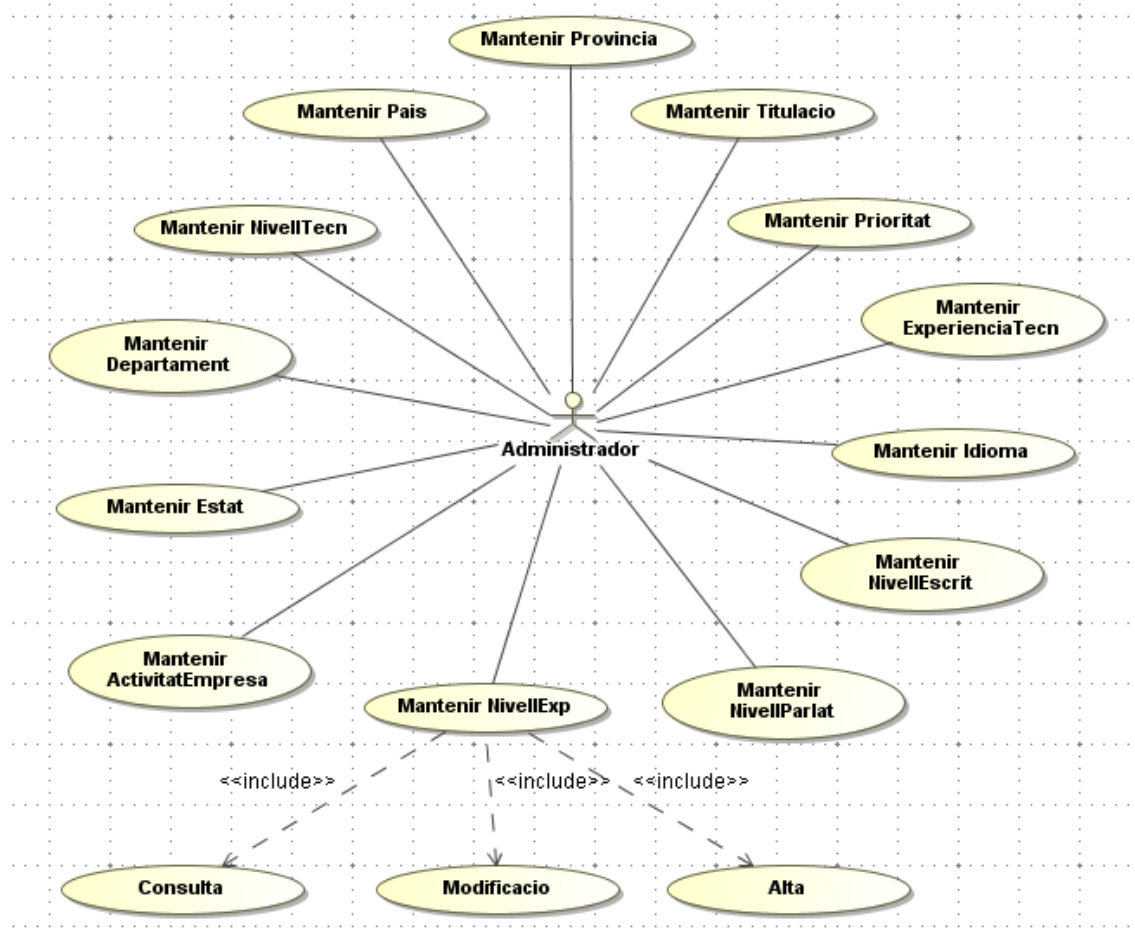 Mantenir Provincia
Mantenir Pais
Mantenir Titulacio
Mantenir NivellTecn
Mantenir Prioritat
Mantenir
ExperienciaTecn
Mantenir
Departament
Administrador
Mantenir Idioma
Mantenir Estat
Mantenir
NivellEscrit
Mantenir
ActivitatEmpresa
Mantenir NivellExp
Mantenir
NivellParlat
<<include>>
<<include>>
<<include>>
Consulta
Modificacio
Alta